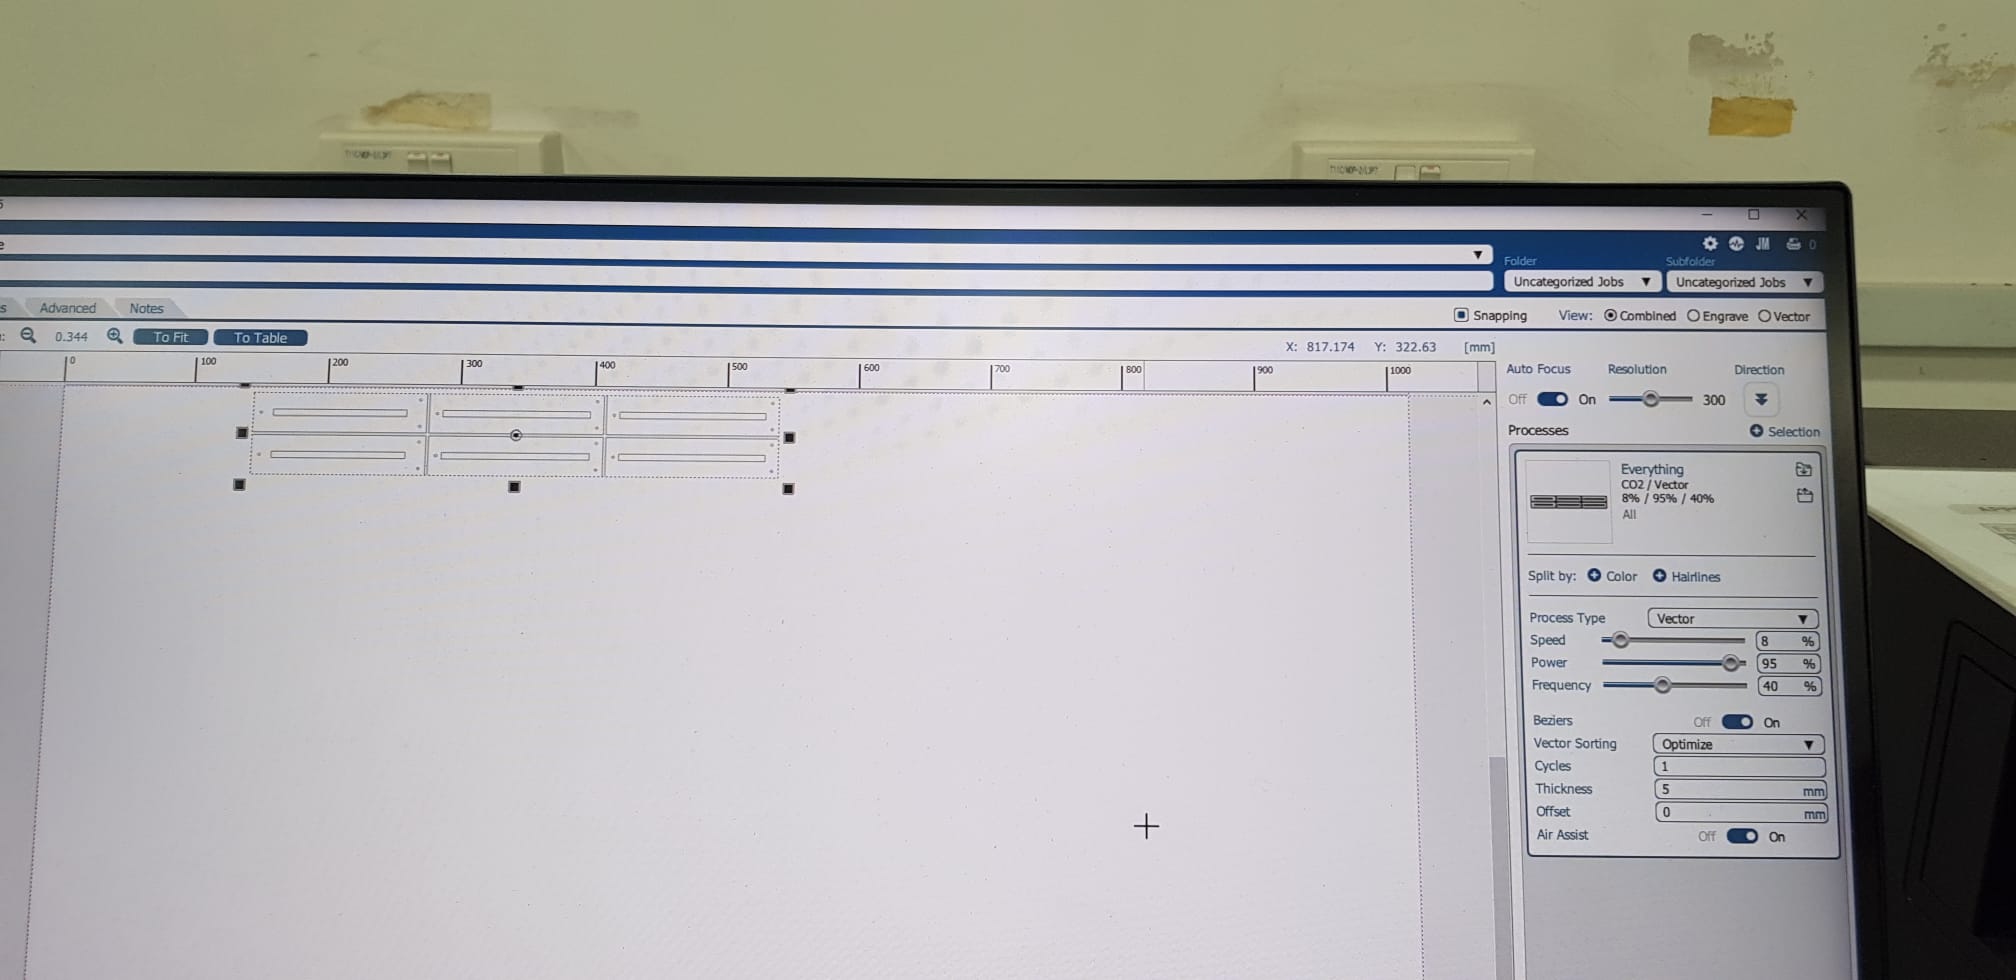 JM 0
Folder Subfolder
Uncategorized Jobs Uncategorized Jobs
s Advanced Notes
Snapping View: Combined Engrave Vector
0.344 To Fit To Table
X: 817.174 Y: 322.63 [mm]
0 100 200 300 400 500 600 700 800 900 1000
Auto Focus Resolution Direction
Off On 300
Processes Selection
Everything
CO2 / Vector
8% / 95% / 40%
All
Split by: Color Hairlines
Process Type Vector
Speed 8 %
Power 95 %
Frequency 40 %
Beziers Off On
Vector Sorting Optimize
Cycles 1
Thickness 5 mm
Offset 0 mm
Air Assist Off On